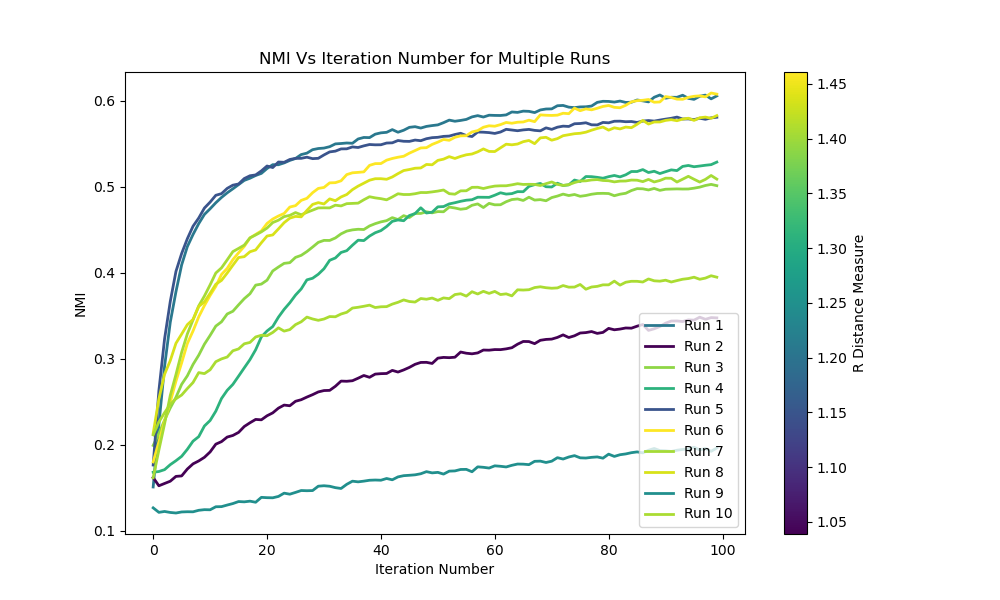 NMI Vs Iteration Number for Multiple Runs
NMI
0.6
0.5
0.4
0.3
0.2
0.1
0
20
40
60
80
100
Iteration Number
Run 1
Run 2
Run 3
Run 4
Run 5
Run 6
Run 7
Run 8
Run 9
Run 10
1.45
1.40
1.35
1.30
1.25
1.20
1.15
1.10
1.05
R Distance Measure